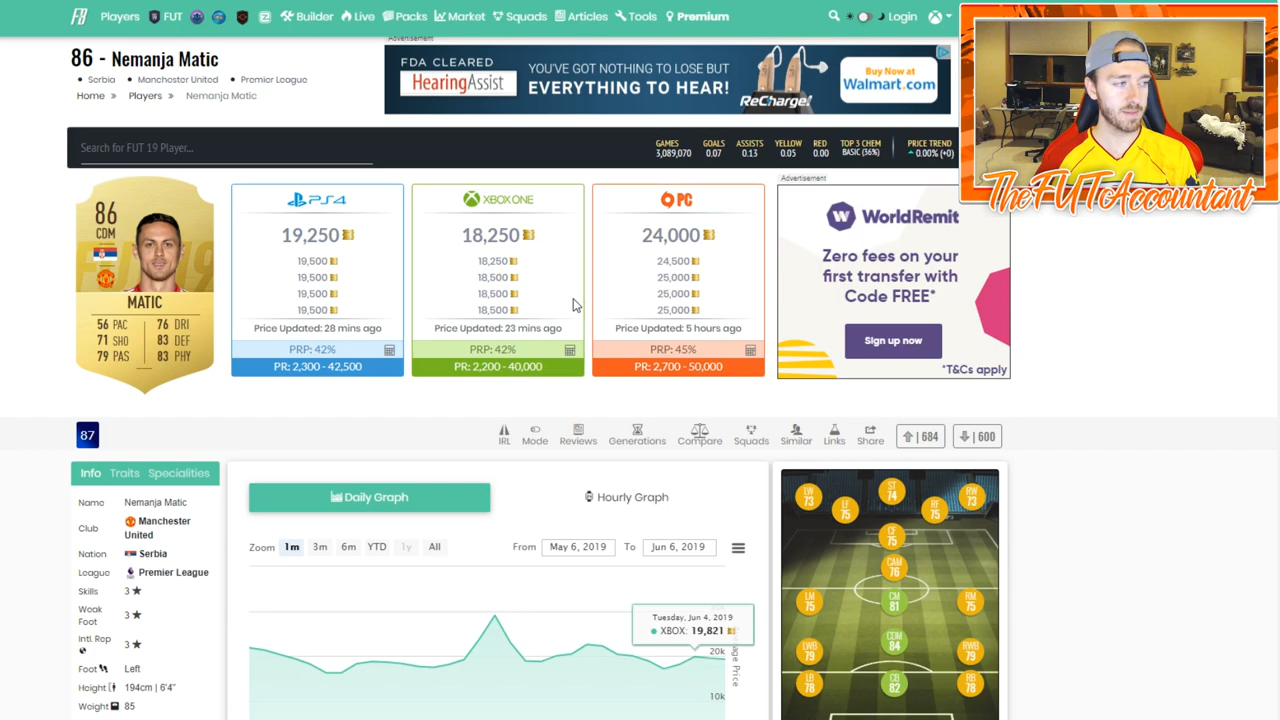 F8 Players FUT Builder Live Packs Market Squads Articles Tools Premium Login
Advertisement
86 - Nemanja Matic
Serbia Manchester United Premier League
Home » Players » Nemanja Matic
FDA CLEARED
HearingAssist
YOU'VE GOT NOTHING TO LOSE BUT
EVERYTHING TO HEAR!
ReCharge!
Buy Now at
Walmart.com
Search for FUT 19 Player...
GAMES GOALS ASSISTS YELLOW RED TOP 3 CHEM PRICE TREND
3,089,070 0.07 0.13 0.05 0.00 BASIC (36%) 0.00% (+0)
TheFUTAccountant
86
CDM
FUT19
MATIC
56 PAC 76 DRI
71 SHO 83 DEF
79 PAS 83 PHY
PS4
19,250
19,500
19,500
19,500
19,500
Price Updated: 28 mins ago
PRP: 42%
PR: 2,300 - 42,500
XBOX ONE
18,250
18,250
18,500
18,500
18,500
Price Updated: 23 mins ago
PRP: 42%
PR: 2,200 - 40,000
PC
24,000
24,500
25,000
25,000
25,000
Price Updated: 5 hours ago
PRP: 45%
PR: 2,700 - 50,000
Advertisement
WorldRemit
Zero fees on your
first transfer with
Code FREE*
Sign up now
*T&Cs apply
87
IRL Mode Reviews Generations Compare Squads Similar Links Share
684 600
Info Traits Specialities
Name Nemanja Matic
Club Manchester
United
Nation Serbia
League Premier League
Skills 3
Weak
Foot 3
Intl. Rep
3
Foot Left
Height 194cm | 6'4"
Weight 85
Daily Graph Hourly Graph
Zoom 1m 3m 6m YTD 1y All From May 6, 2019 To Jun 6, 2019
Tuesday, Jun 4, 2019
XBOX: 19,821
20k
10k
LW 73
LF 75
ST 74
RF 75
RW 73
CF 75
CAM 76
LM 75
CM 81
RM 75
LWB 79
CDM 84
RWB 79
LB 78
CB 82
RB 78